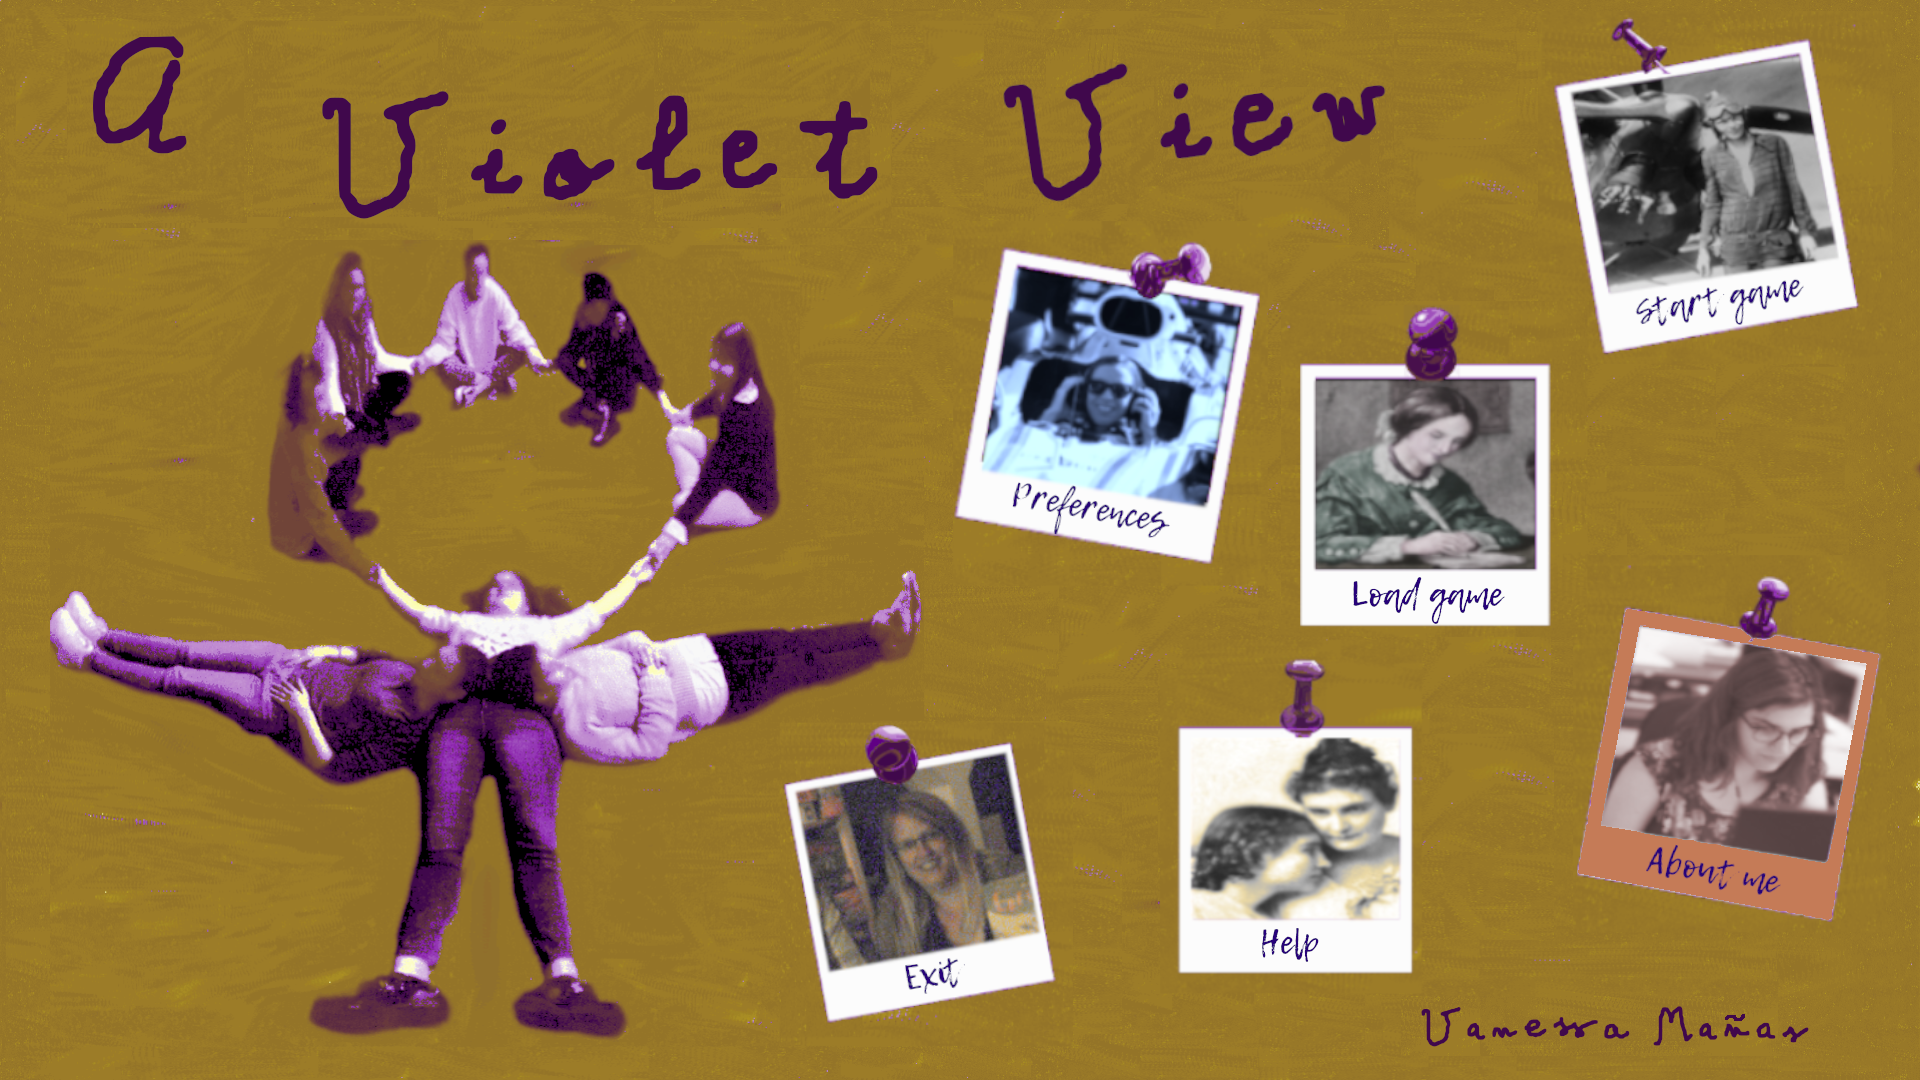 A Violet View
Start game
Preferences
Load game
About me
Help
Exit
Vanessa Mañas